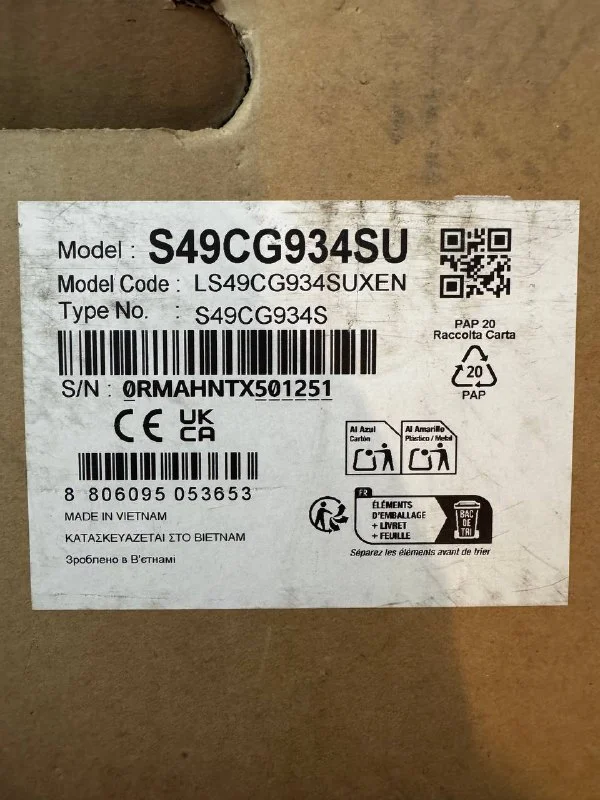 Model : S49CG934SU
Model Code : LS49CG934SUXEN
Type No. : S49CG934S
S/N : 0RMAHNTX501251
CE UK CA
8 806095 053653
MADE IN VIETNAM
ΚΑΤΑΣΚΕΥΑΖΕΤΑΙ ΣΤΟ ΒΙΕΤΝΑΜ
Зроблено в В'єтнамі
PAP 20
Raccolta Carta
20
PAP
Al Azul
Cartón
Al Amarillo
Plástico / Metal
FR
ÉLÉMENTS
D'EMBALLAGE
+ LIVRET
+ FEUILLE
BAC
DE
TRI
Séparez les éléments avant de trier